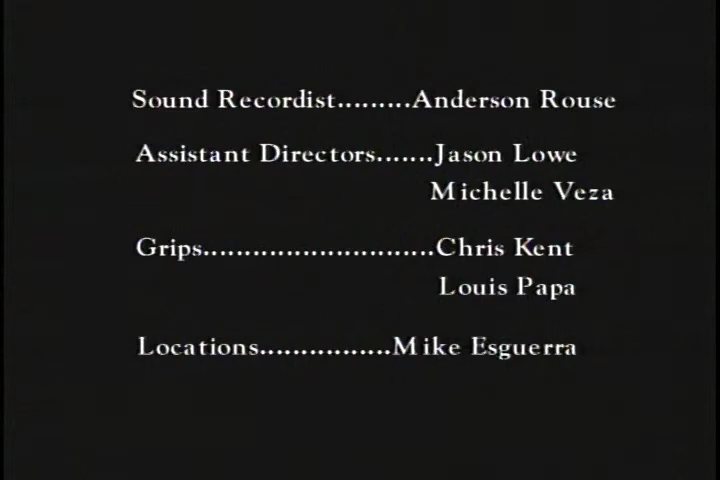 Sound Recordist.........Anderson Rouse
Assistant Directors.......Jason Lowe
Michelle Veza
Grips............................Chris Kent
Louis Papa
Locations................Mike Esguerra